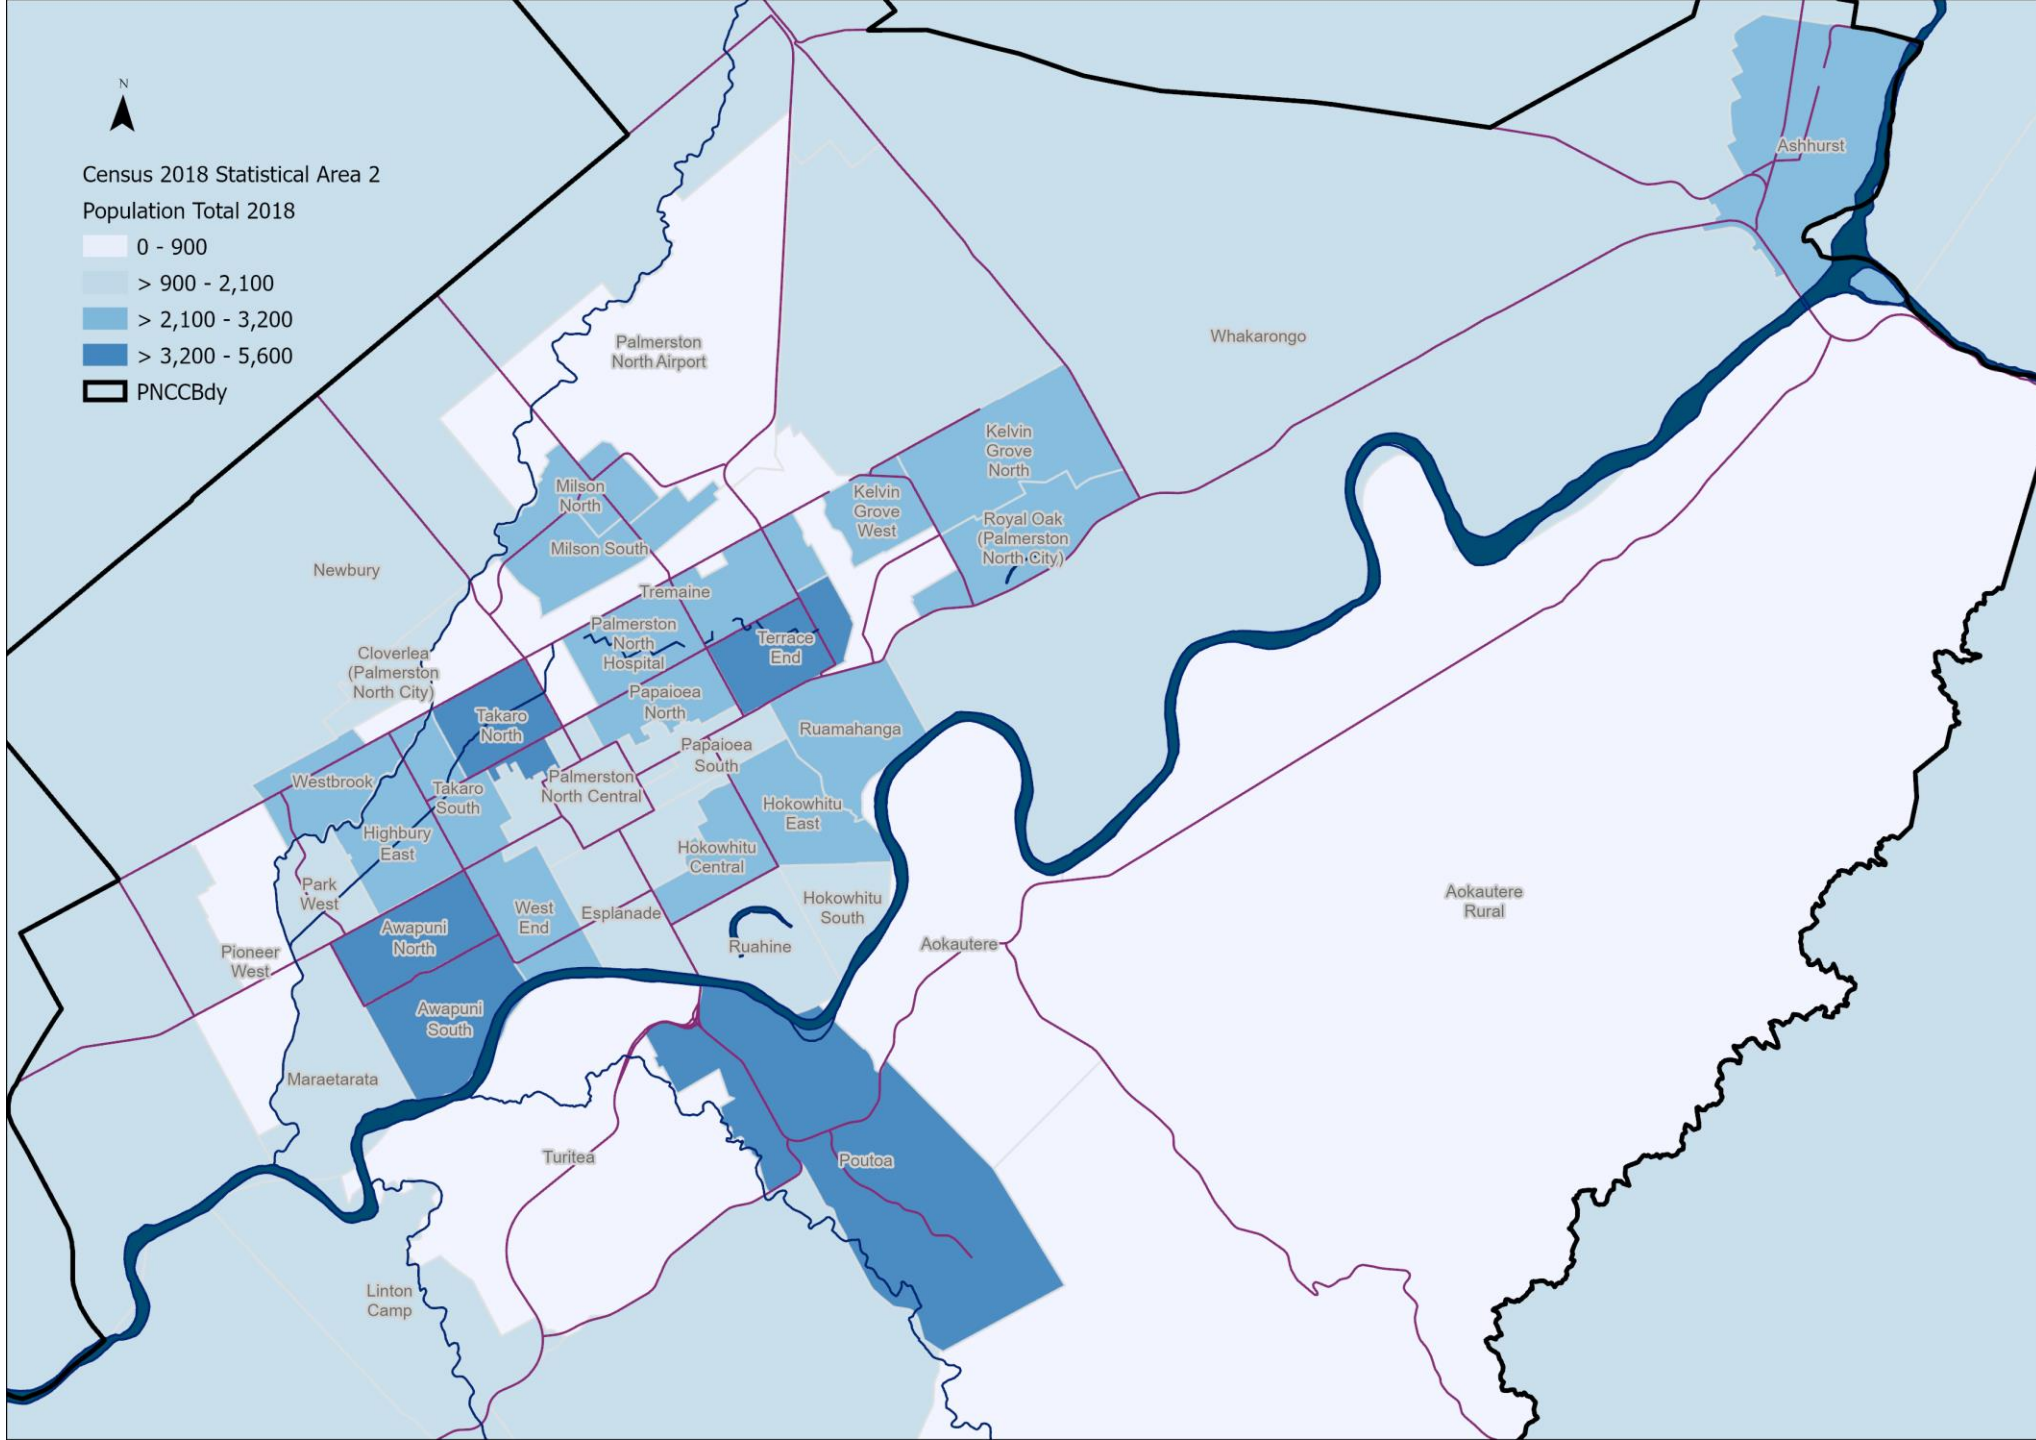 N
Census 2018 Statistical Area 2
Population Total 2018
0 - 900
> 900 - 2,100
> 2,100 - 3,200
> 3,200 - 5,600
PNCCBdy
Ashhurst
Palmerston
North Airport
Whakarongo
Kelvin
Grove
North
Milson
North
Kelvin
Grove
West
Royal Oak
(Palmerston
North City)
Milson South
Newbury
Tremaine
Palmerston
North
Hospital
Terrace
End
Cloverlea
(Palmerston
North City)
Papaioea
North
Takaro
North
Ruamahanga
Papaioea
South
Westbrook
Takaro
South
Palmerston
North Central
Hokowhitu
East
Highbury
East
Hōkowhitu
Central
Park
West
Awapuni
North
West
End
Esplanade
Hokowhitu
South
Aokautere
Rural
Pioneer
West
Ruahine
Aokautere
Awapuni
South
Maraetarata
Turitea
Poutoa
Linton
Camp